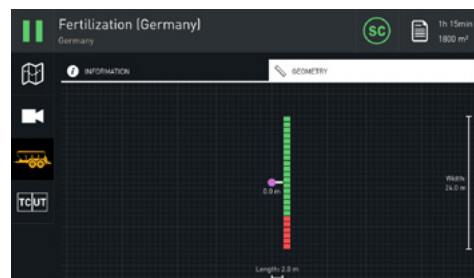 Fertilization (Germany)
Germany
SC
1h 15min
1800 m²
INFORMATION
GEOMETRY
0.0 m
Width:
24.0 m
TC UT
Length: 2.0 m